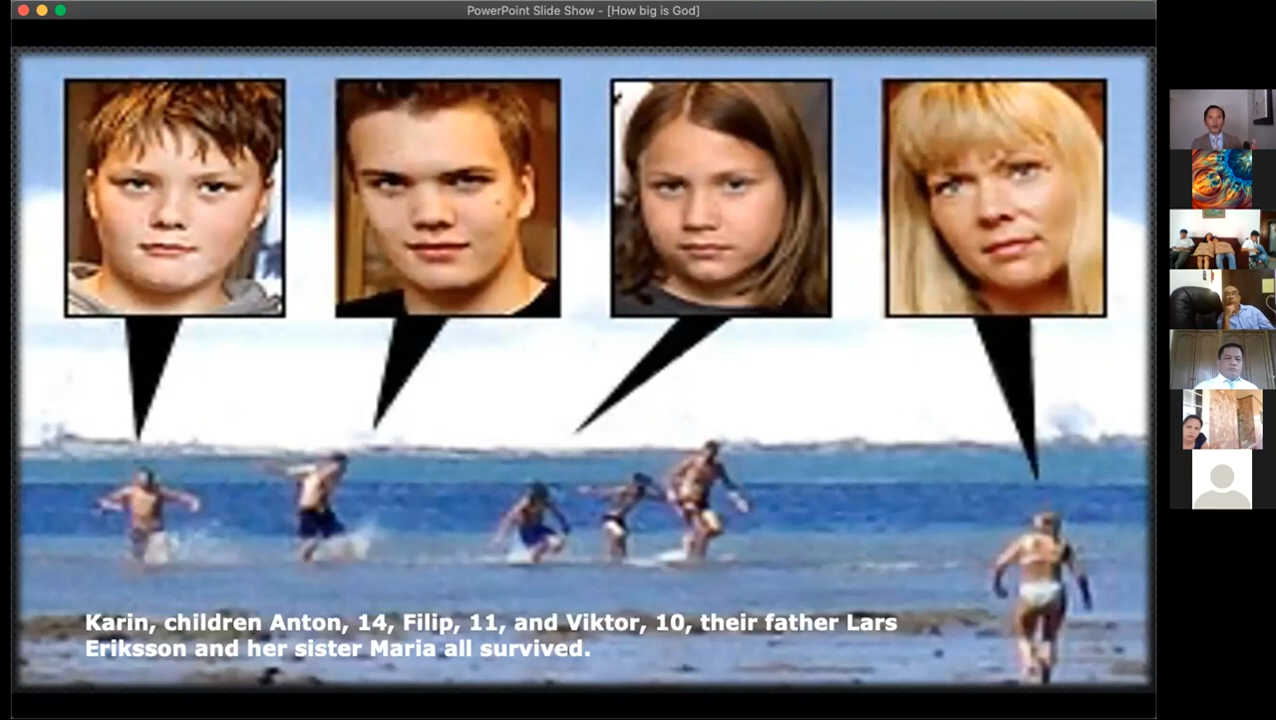 PowerPoint Slide Show - [How big is God]
Karin, children Anton, 14, Filip, 11, and Viktor, 10, their father Lars
Eriksson and her sister Maria all survived.